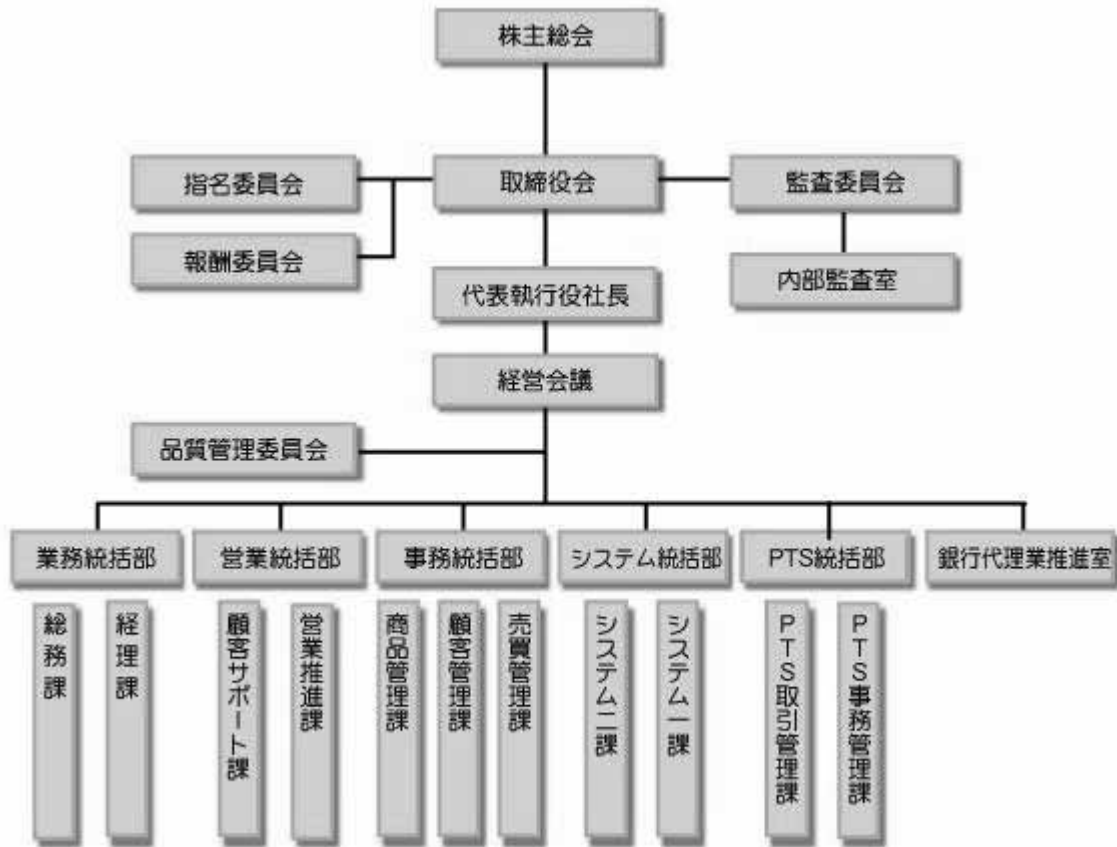 株主総会
指名委員会
取締役会
監査委員会
報酬委員会
代表執行役社長
内部監査室
経営会議
品質管理委員会
業務統括部
営業統括部
事務統括部
システム統括部
PTS統括部
銀行代理業推進室
総務課
経理課
顧客サポート課
営業推進課
商品管理課
顧客管理課
売買管理課
システム二課
システム一課
PTS取引管理課
PTS事務管理課